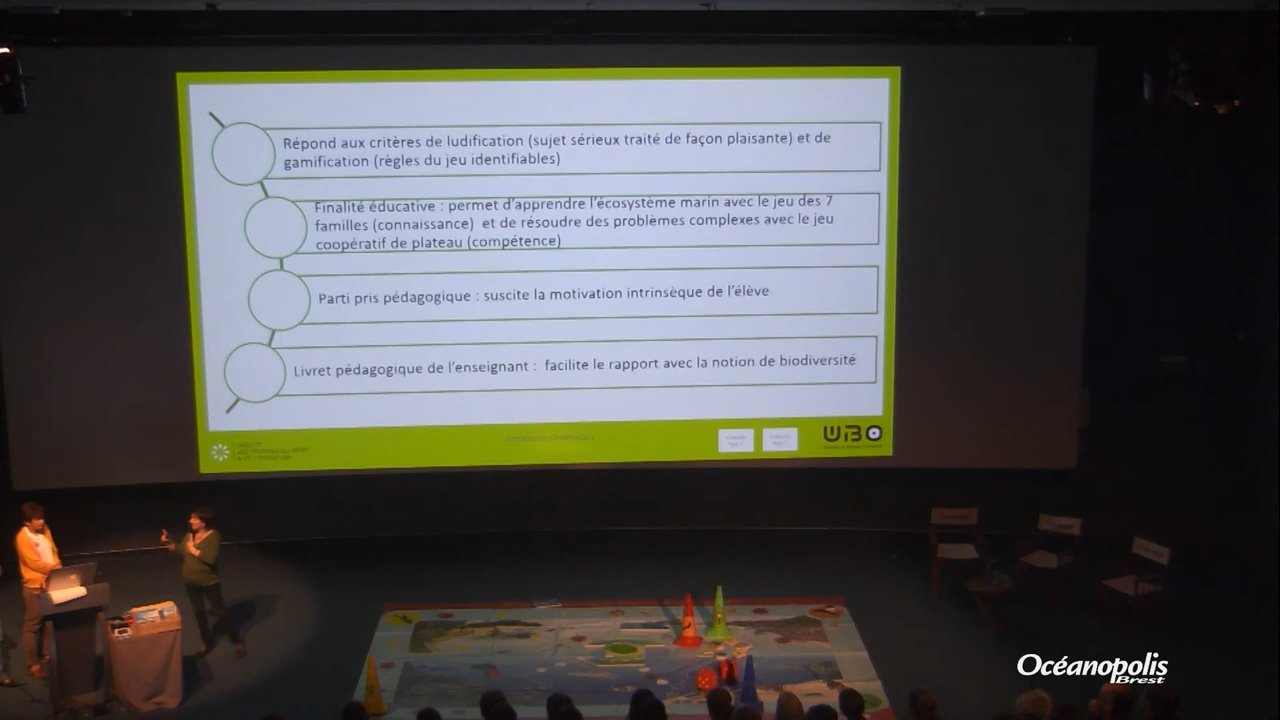 Répond aux critères de ludification (sujet sérieux traité de façon plaisante) et de
gamification (règles du jeu identifiables)
Finalité éducative : permet d'apprendre l'écosystème marin avec le jeu des 7
familles (connaissance) et de résoudre des problèmes complexes avec le jeu
coopératif de plateau (compétence)
Parti pris pédagogique : suscite la motivation intrinsèque de l'élève
Livret pédagogique de l'enseignant : facilite le rapport avec la notion de biodiversité
UBO
Océanopolis
Brest